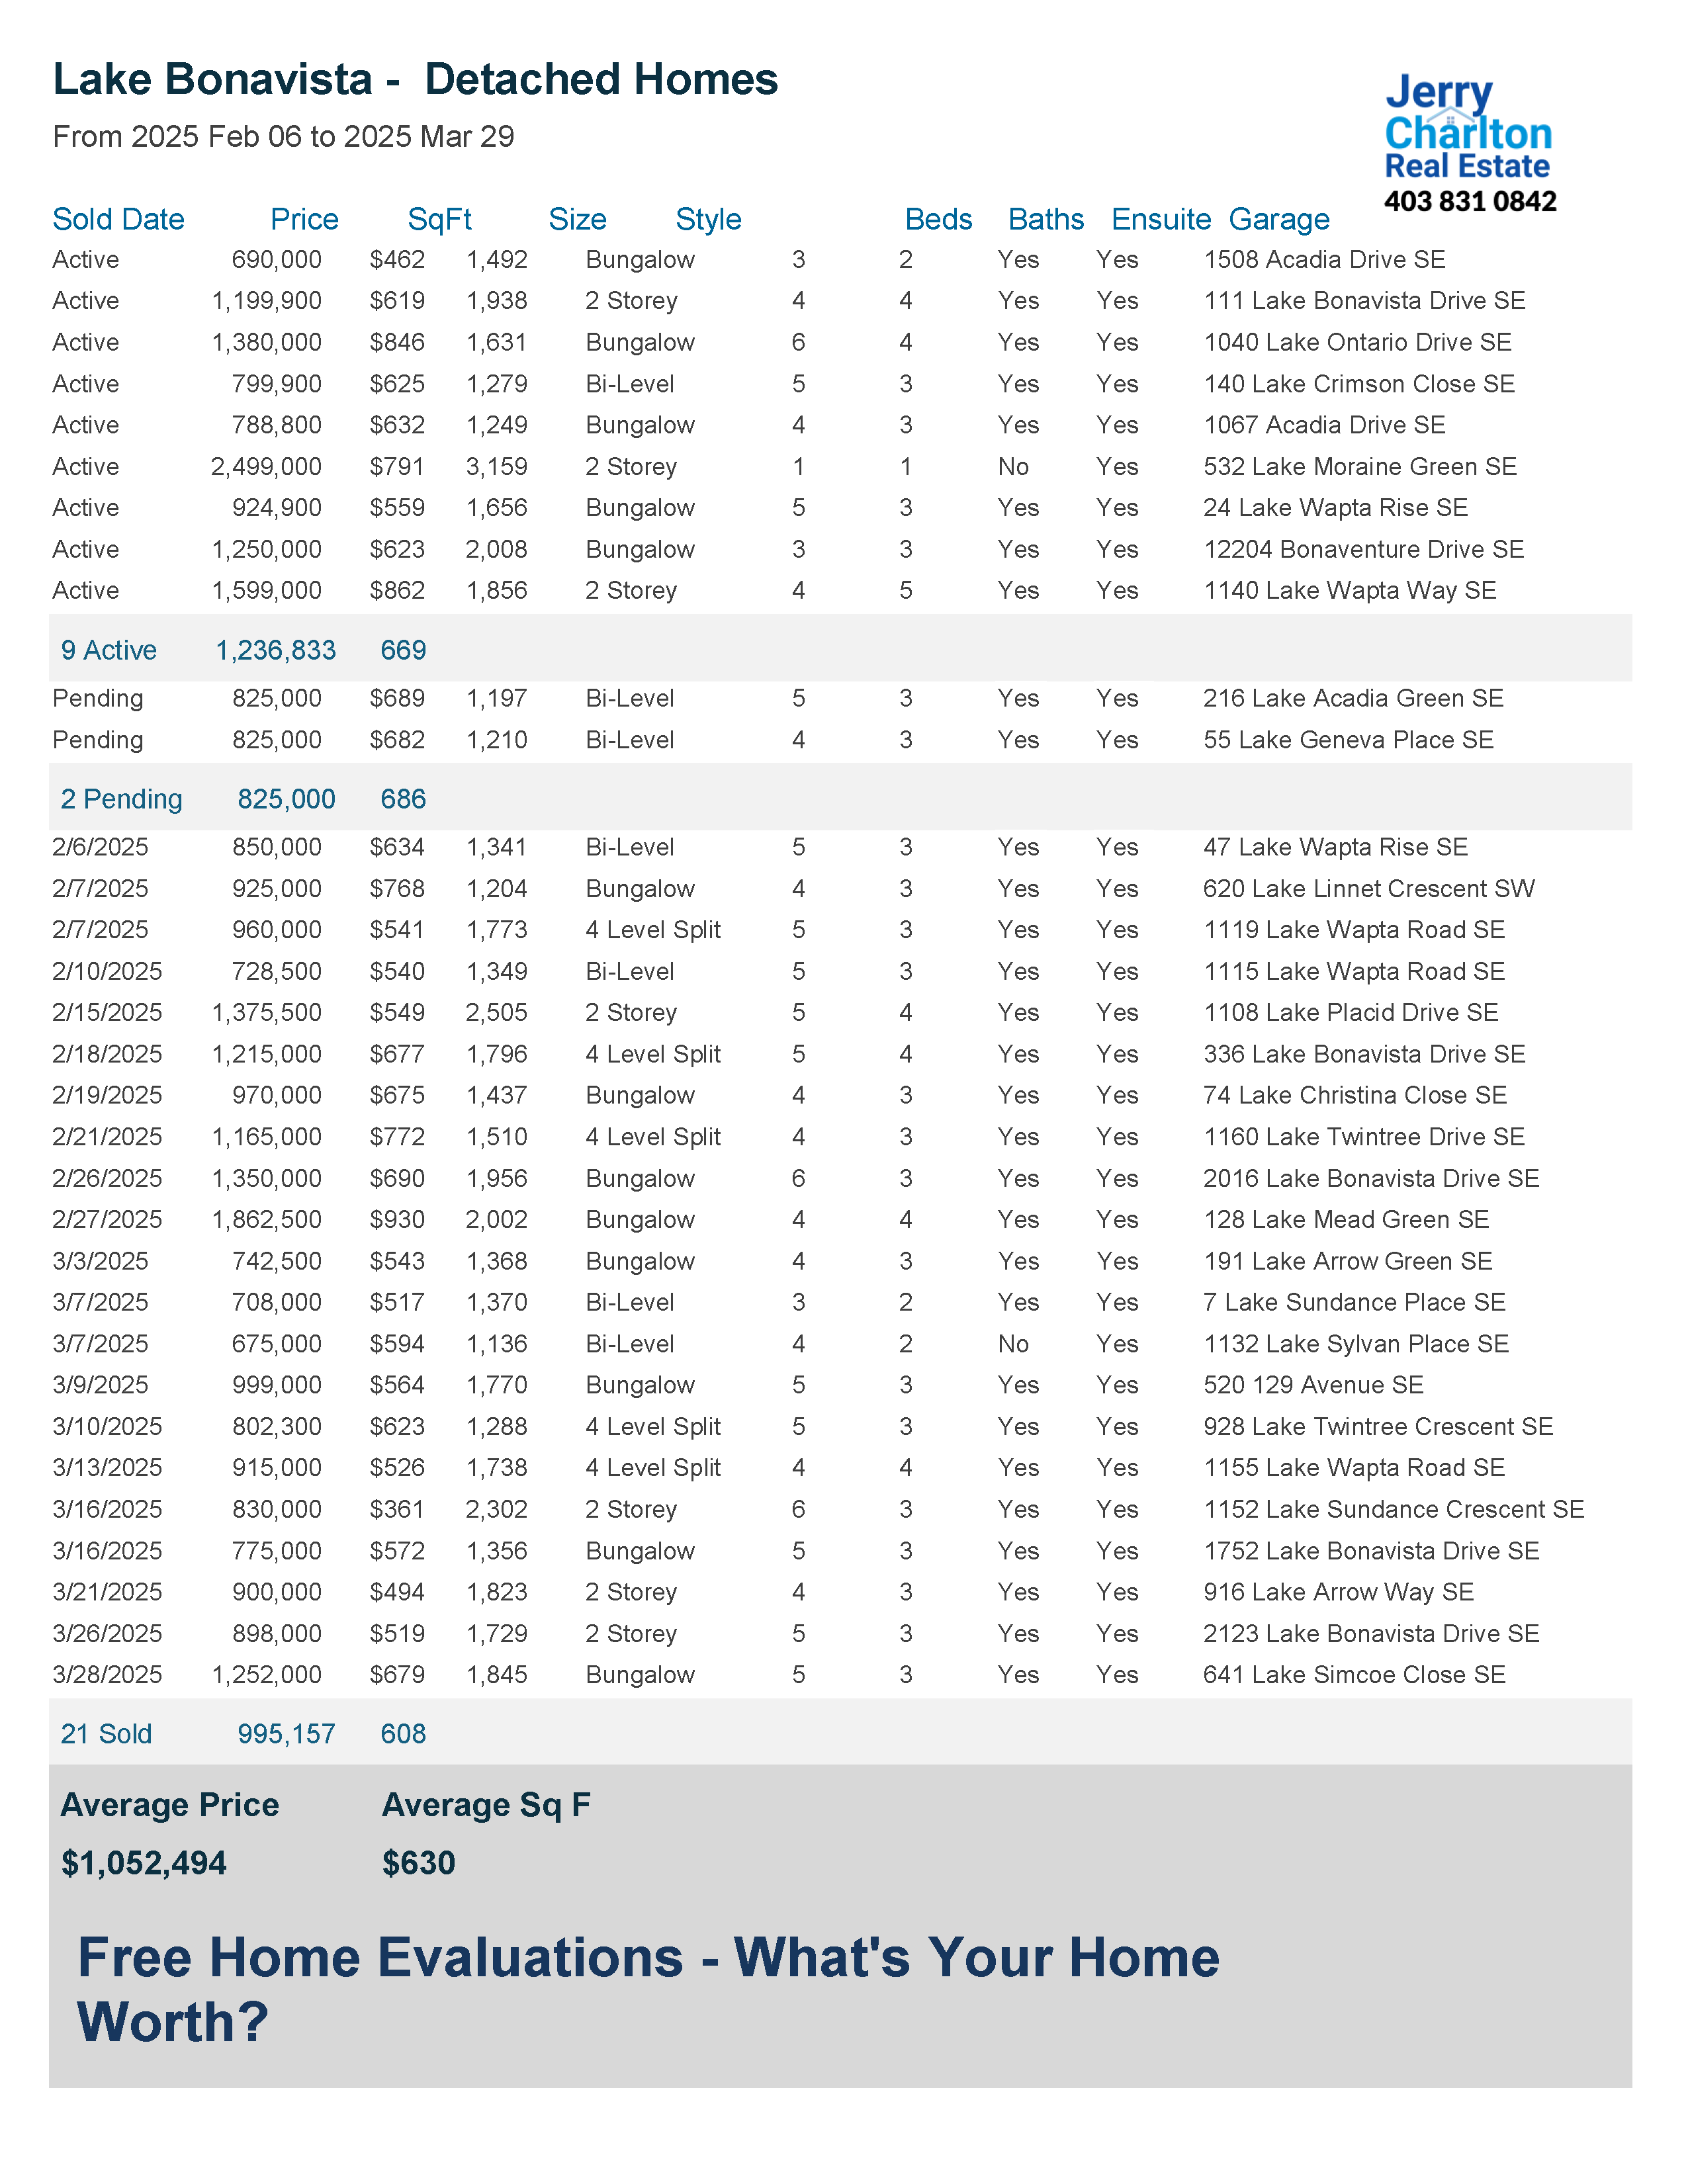 Lake Bonavista - Detached Homes
From 2025 Feb 06 to 2025 Mar 29
Jerry
Charlton
Real Estate
403 831 0842
Sold Date Price SqFt Size Style Beds Baths Ensuite Garage
Active 690,000 $462 1,492 Bungalow 3 2 Yes Yes 1508 Acadia Drive SE
Active 1,199,900 $619 1,938 2 Storey 4 4 Yes Yes 111 Lake Bonavista Drive SE
Active 1,380,000 $846 1,631 Bungalow 6 4 Yes Yes 1040 Lake Ontario Drive SE
Active 799,900 $625 1,279 Bi-Level 5 3 Yes Yes 140 Lake Crimson Close SE
Active 788,800 $632 1,249 Bungalow 4 3 Yes Yes 1067 Acadia Drive SE
Active 2,499,000 $791 3,159 2 Storey 1 1 No Yes 532 Lake Moraine Green SE
Active 924,900 $559 1,656 Bungalow 5 3 Yes Yes 24 Lake Wapta Rise SE
Active 1,250,000 $623 2,008 Bungalow 3 3 Yes Yes 12204 Bonaventure Drive SE
Active 1,599,000 $862 1,856 2 Storey 4 5 Yes Yes 1140 Lake Wapta Way SE
9 Active 1,236,833 669
Pending 825,000 $689 1,197 Bi-Level 5 3 Yes Yes 216 Lake Acadia Green SE
Pending 825,000 $682 1,210 Bi-Level 4 3 Yes Yes 55 Lake Geneva Place SE
2 Pending 825,000 686
2/6/2025 850,000 $634 1,341 Bi-Level 5 3 Yes Yes 47 Lake Wapta Rise SE
2/7/2025 925,000 $768 1,204 Bungalow 4 3 Yes Yes 620 Lake Linnet Crescent SW
2/7/2025 960,000 $541 1,773 4 Level Split 5 3 Yes Yes 1119 Lake Wapta Road SE
2/10/2025 728,500 $540 1,349 Bi-Level 5 3 Yes Yes 1115 Lake Wapta Road SE
2/15/2025 1,375,500 $549 2,505 2 Storey 5 4 Yes Yes 1108 Lake Placid Drive SE
2/18/2025 1,215,000 $677 1,796 4 Level Split 5 4 Yes Yes 336 Lake Bonavista Drive SE
2/19/2025 970,000 $675 1,437 Bungalow 4 3 Yes Yes 74 Lake Christina Close SE
2/21/2025 1,165,000 $772 1,510 4 Level Split 4 3 Yes Yes 1160 Lake Twintree Drive SE
2/26/2025 1,350,000 $690 1,956 Bungalow 6 3 Yes Yes 2016 Lake Bonavista Drive SE
2/27/2025 1,862,500 $930 2,002 Bungalow 4 4 Yes Yes 128 Lake Mead Green SE
3/3/2025 742,500 $543 1,368 Bungalow 4 3 Yes Yes 191 Lake Arrow Green SE
3/7/2025 708,000 $517 1,370 Bi-Level 3 2 Yes Yes 7 Lake Sundance Place SE
3/7/2025 675,000 $594 1,136 Bi-Level 4 2 No Yes 1132 Lake Sylvan Place SE
3/9/2025 999,000 $564 1,770 Bungalow 5 3 Yes Yes 520 129 Avenue SE
3/10/2025 802,300 $623 1,288 4 Level Split 5 3 Yes Yes 928 Lake Twintree Crescent SE
3/13/2025 915,000 $526 1,738 4 Level Split 4 4 Yes Yes 1155 Lake Wapta Road SE
3/16/2025 830,000 $361 2,302 2 Storey 6 3 Yes Yes 1152 Lake Sundance Crescent SE
3/16/2025 775,000 $572 1,356 Bungalow 5 3 Yes Yes 1752 Lake Bonavista Drive SE
3/21/2025 900,000 $494 1,823 2 Storey 4 3 Yes Yes 916 Lake Arrow Way SE
3/26/2025 898,000 $519 1,729 2 Storey 5 3 Yes Yes 2123 Lake Bonavista Drive SE
3/28/2025 1,252,000 $679 1,845 Bungalow 5 3 Yes Yes 641 Lake Simcoe Close SE
21 Sold 995,157 608
Average Price Average Sq F
$1,052,494 $630
Free Home Evaluations - What's Your Home
Worth?